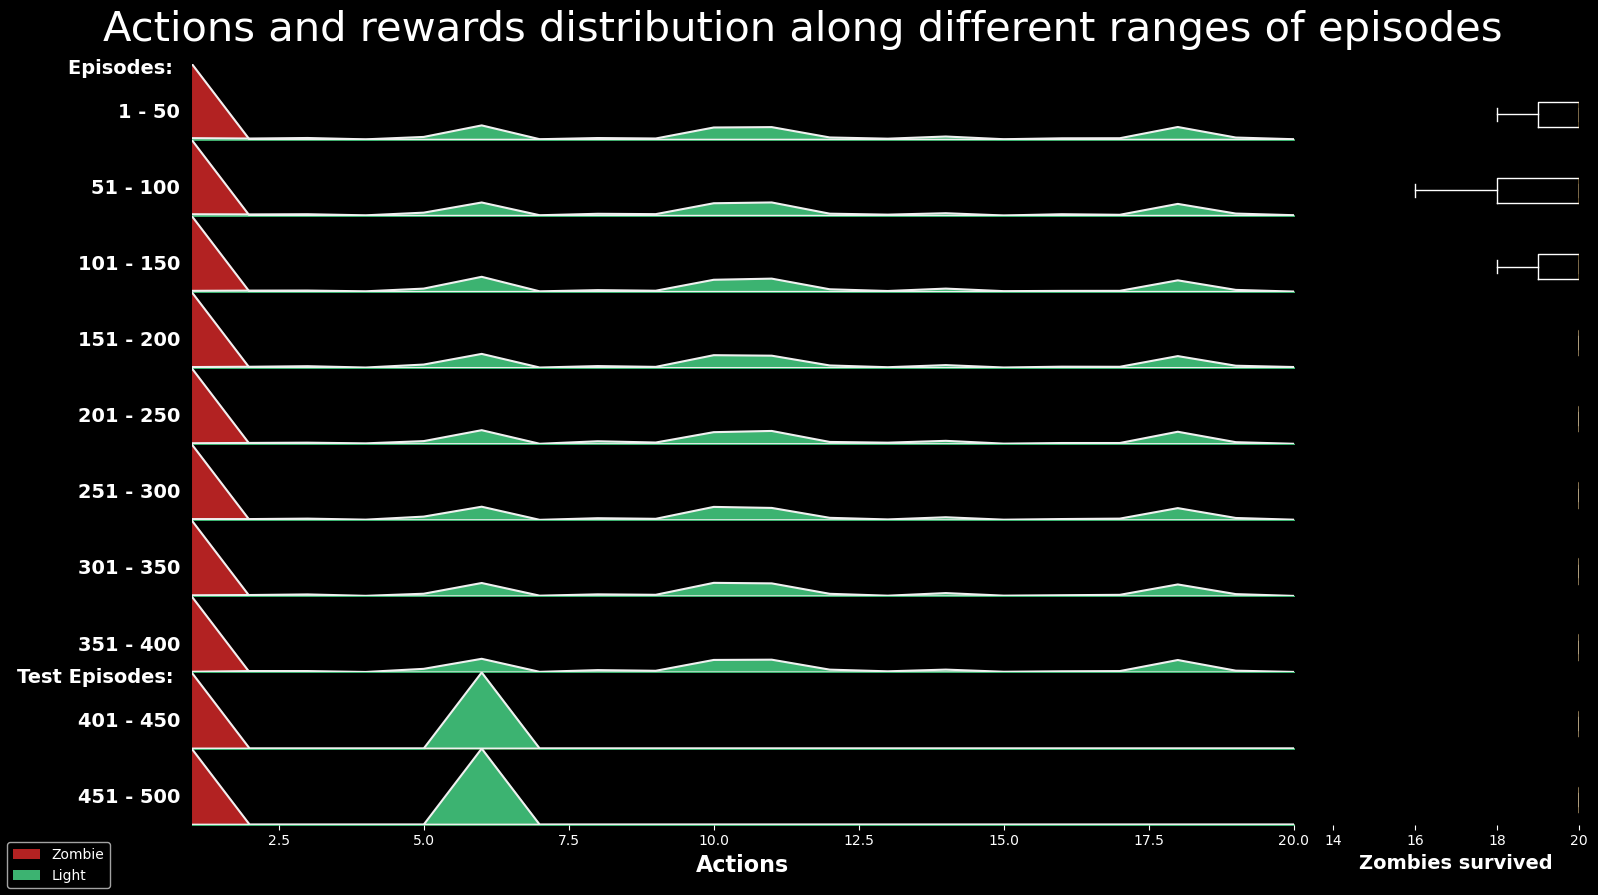 Actions and rewards distribution along different ranges of episodes
Episodes:
1 - 50
51 - 100
101 - 150
151 - 200
201 - 250
251 - 300
301 - 350
351 - 400
Test Episodes:
401 - 450
451 - 500
2.5 5.0 7.5 10.0 12.5 15.0 17.5 20.0 14 16 18 20
Actions
Zombies survived
Zombie
Light